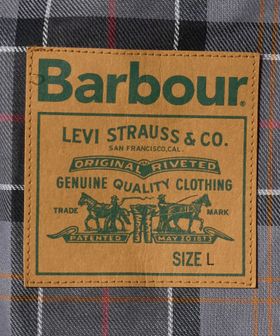 Barbour®
LEVI STRAUSS & CO.
SAN FRANCISCO, CAL.
ORIGINAL RIVETED
GENUINE QUALITY CLOTHING
TRADE MARK
PATENTED MAY 20 1873
SIZE L